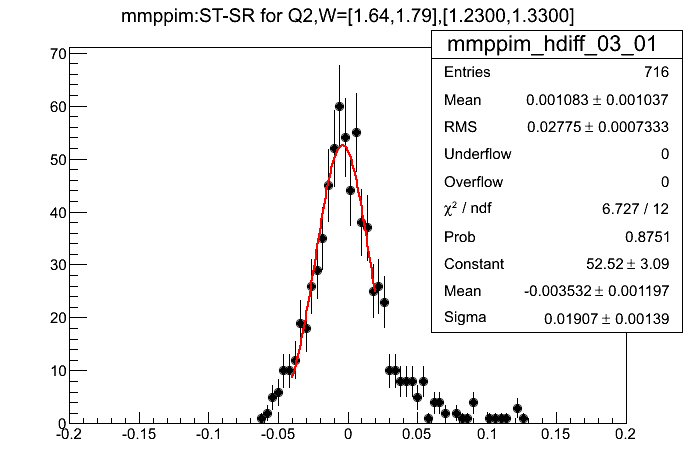 mmppim:ST-SR for Q2,W=[1.64,1.79],[1.2300,1.3300]
mmppim_hdiff_03_01
Entries 716
Mean 0.001083 ± 0.001037
RMS 0.02775 ± 0.0007333
Underflow 0
Overflow 0
χ² / ndf 6.727 / 12
Prob 0.8751
Constant 52.52 ± 3.09
Mean -0.003532 ± 0.001197
Sigma 0.01907 ± 0.00139
70
60
50
40
30
20
10
0
-0.2 -0.15 -0.1 -0.05 0 0.05 0.1 0.15 0.2